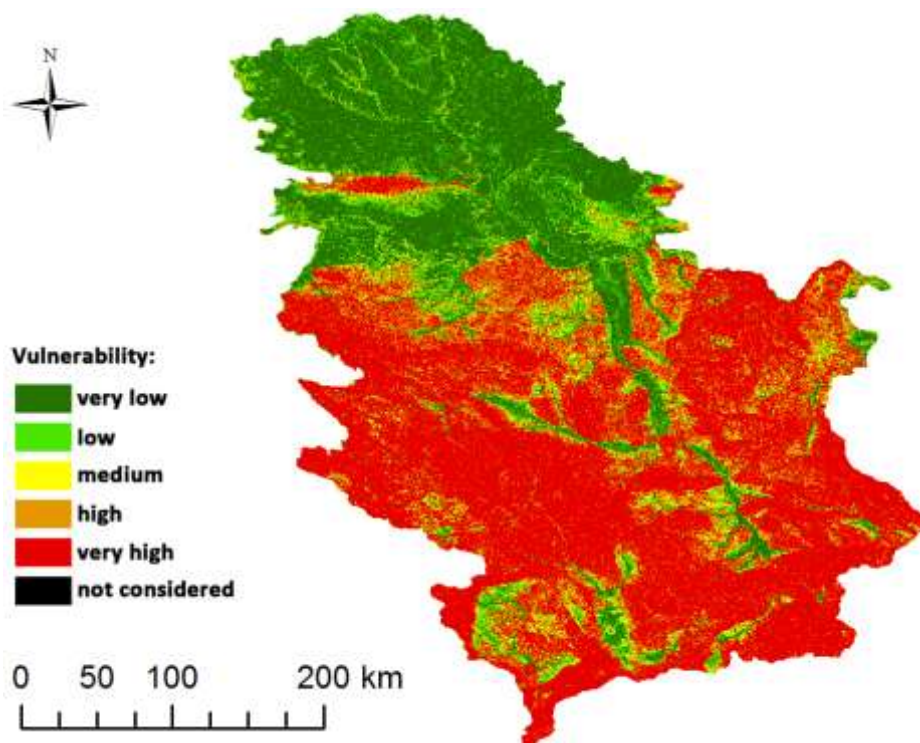 N
Vulnerability:
very low
low
medium
high
very high
not considered
0 50 100 200 km